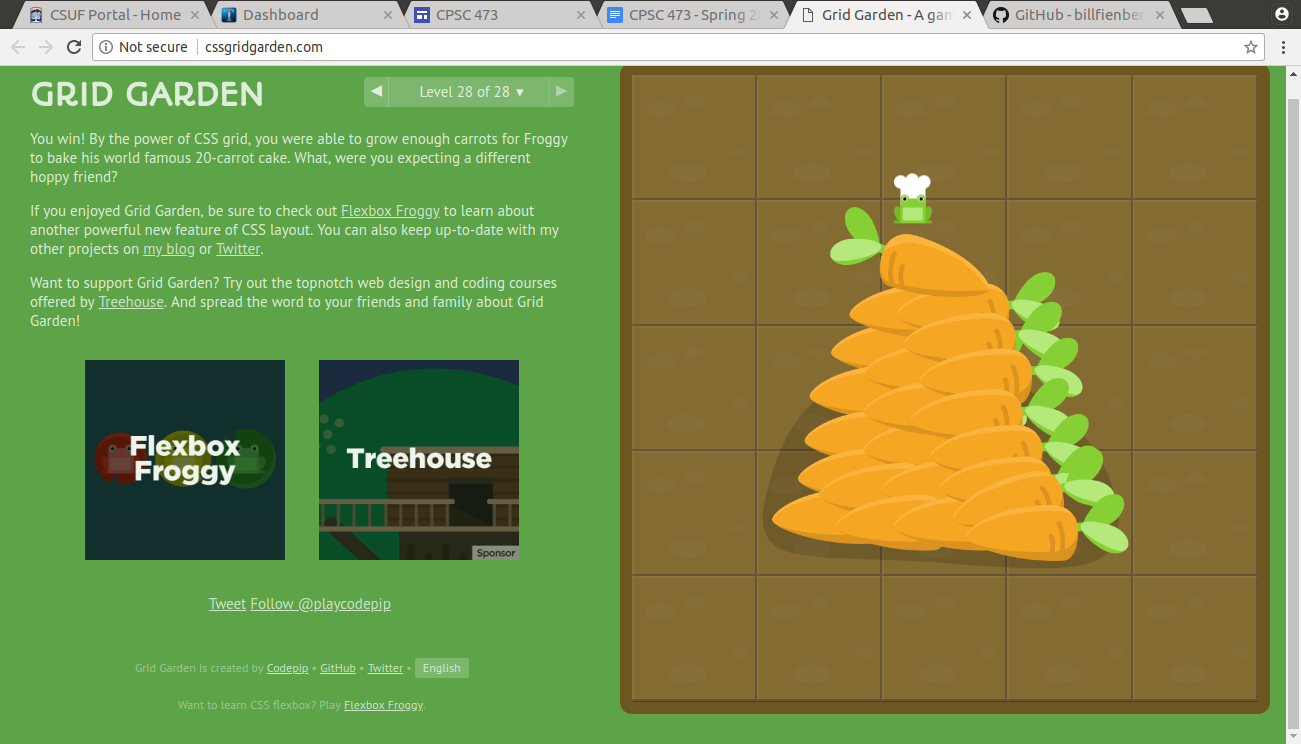 CSUF Portal - Home
Dashboard
CPSC 473
CPSC 473 - Spring 20
Grid Garden - A gam
GitHub - billfienber
Not secure
cssgridgarden.com
GRID GARDEN
Level 28 of 28 ▼
You win! By the power of CSS grid, you were able to grow enough carrots for Froggy
to bake his world famous 20-carrot cake. What, were you expecting a different
hoppy friend?
If you enjoyed Grid Garden, be sure to check out Flexbox Froggy to learn about
another powerful new feature of CSS layout. You can also keep up-to-date with my
other projects on my blog or Twitter.
Want to support Grid Garden? Try out the topnotch web design and coding courses
offered by Treehouse. And spread the word to your friends and family about Grid
Garden!
Flexbox
Froggy
Treehouse
Sponsor
Tweet Follow @playcodepip
Grid Garden is created by Codepip • GitHub • Twitter • English
Want to learn CSS flexbox? Play Flexbox Froggy.